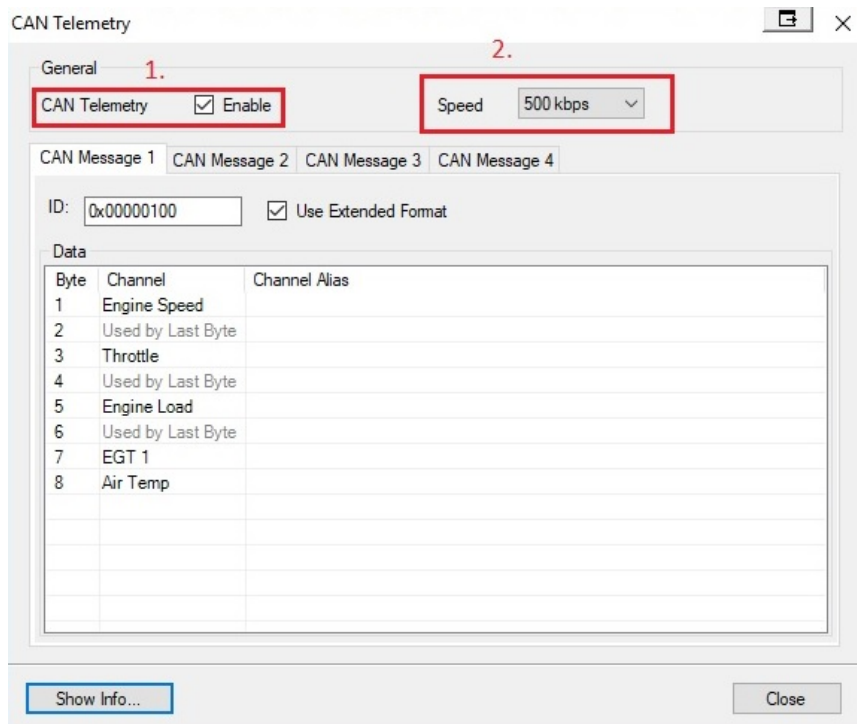 CAN Telemetry
1.
2.
General
CAN Telemetry Enable Speed 500 kbps
CAN Message 1 CAN Message 2 CAN Message 3 CAN Message 4
ID: 0x00000100 Use Extended Format
Data
Byte Channel Channel Alias
1 Engine Speed
2 Used by Last Byte
3 Throttle
4 Used by Last Byte
5 Engine Load
6 Used by Last Byte
7 EGT 1
8 Air Temp
Show Info... Close